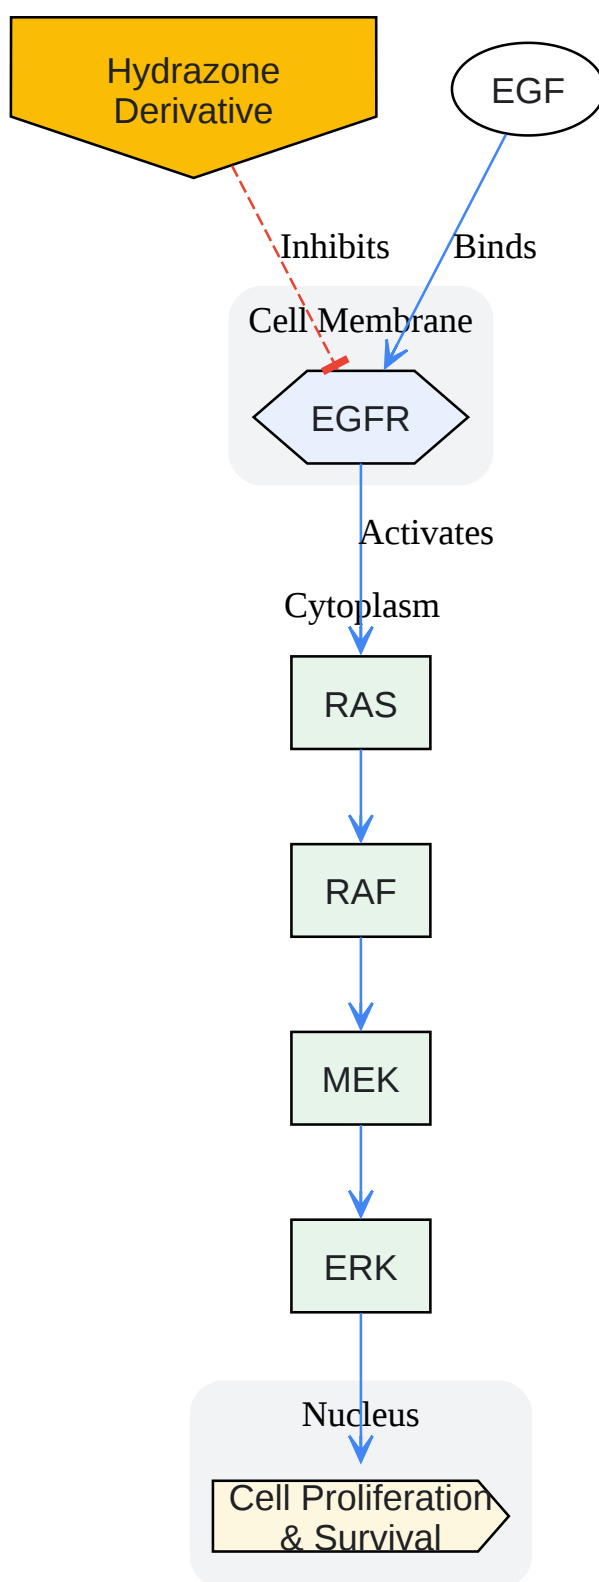 Hydrazone
Derivative
EGF
Inhibits
Binds
Cell Membrane
EGFR
Activates
Cytoplasm
RAS
RAF
MEK
ERK
Nucleus
Cell Proliferation
& Survival